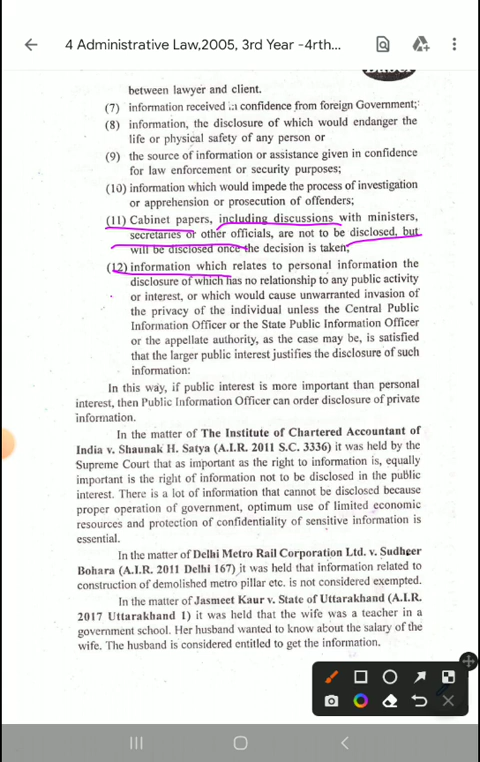 4 Administrative Law,2005, 3rd Year -4rth...
between lawyer and client.
(7) information received in confidence from foreign Government;
(8) information, the disclosure of which would endanger the
life or physical safety of any person or
(9) the source of information or assistance given in confidence
for law enforcement or security purposes;
(10) information which would impede the process of investigation
or apprehension or prosecution of offenders;
(11) Cabinet papers, including discussions with ministers,
secretaries or other officials, are not to be disclosed, but
will be disclosed once the decision is taken;
(12) information which relates to personal information the
disclosure of which has no relationship to any public activity
or interest, or which would cause unwarranted invasion of
the privacy of the individual unless the Central Public
Information Officer or the State Public Information Officer
or the appellate authority, as the case may be, is satisfied
that the larger public interest justifies the disclosure of such
information:
In this way, if public interest is more important than personal
interest, then Public Information Officer can order disclosure of private
information.
In the matter of The Institute of Chartered Accountant of
India v. Shaunak H. Satya (A.I.R. 2011 S.C. 3336) it was held by the
Supreme Court that as important as the right to information is, equally
important is the right of information not to be disclosed in the public
interest. There is a lot of information that cannot be disclosed because
proper operation of government, optimum use of limited economic
resources and protection of confidentiality of sensitive information is
essential.
In the matter of Delhi Metro Rail Corporation Ltd. v. Sudheer
Bohara (A.I.R. 2011 Delhi 167) it was held that information related to
construction of demolished metro pillar etc. is not considered exempted.
In the matter of Jasmeet Kaur v. State of Uttarakhand (A.I.R.
2017 Uttarakhand 1) it was held that the wife was a teacher in a
government school. Her husband wanted to know about the salary of the
wife. The husband is considered entitled to get the information.